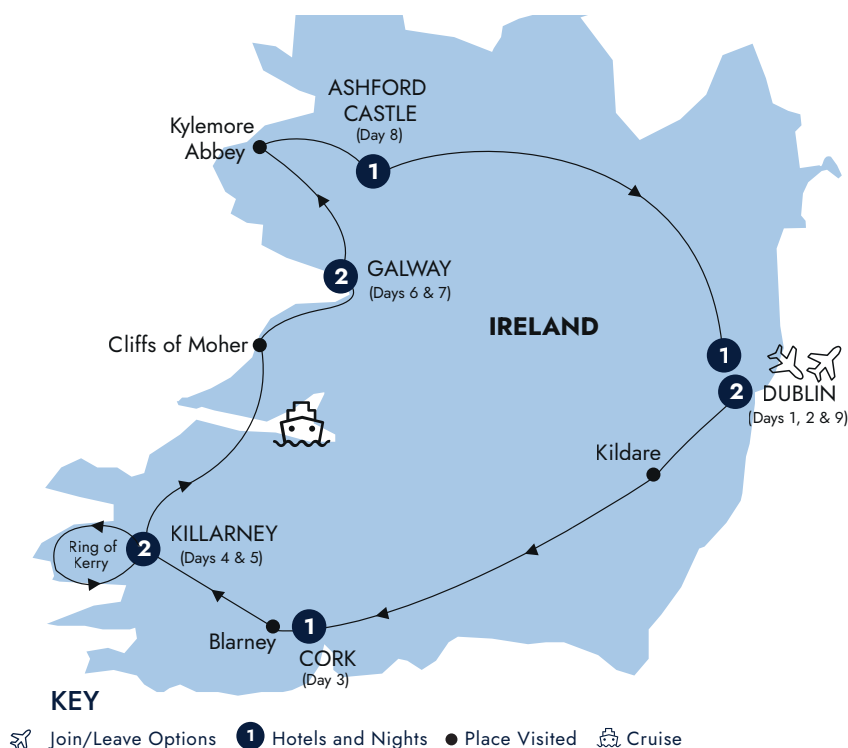 ASHFORD
CASTLE
(Day 8)
1
Kylemore
Abbey
2
GALWAY
(Days 6 & 7)
IRELAND
Cliffs of Moher
1
2
DUBLIN
(Days 1, 2 & 9)
Kildare
KILLARNEY
(Days 4 & 5)
2
Ring of
Kerry
Blarney
1
CORK
(Day 3)
KEY
Join/Leave Options
1 Hotels and Nights
Place Visited
Cruise